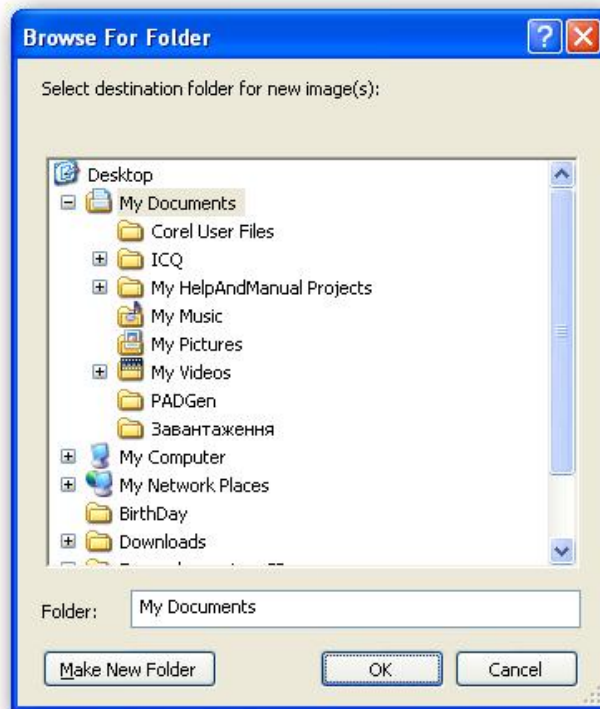 Browse For Folder
Select destination folder for new image(s):
Desktop
My Documents
Corel User Files
ICQ
My HelpAndManual Projects
My Music
My Pictures
My Videos
PADGen
Завантаження
My Computer
My Network Places
BirthDay
Downloads
Folder: My Documents
Make New Folder OK Cancel